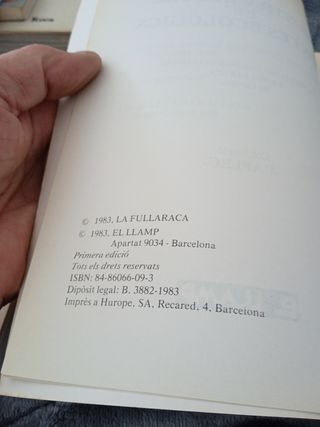 © 1983, LA FULLARACA
© 1983, EL LLAMP
Apartat 9034 - Barcelona
Primera edició
Tots els drets reservats
ISBN: 84-86066-09-3
Dipòsit legal: B. 3882-1983
Imprès a Hurope, SA, Recared, 4, Barcelona